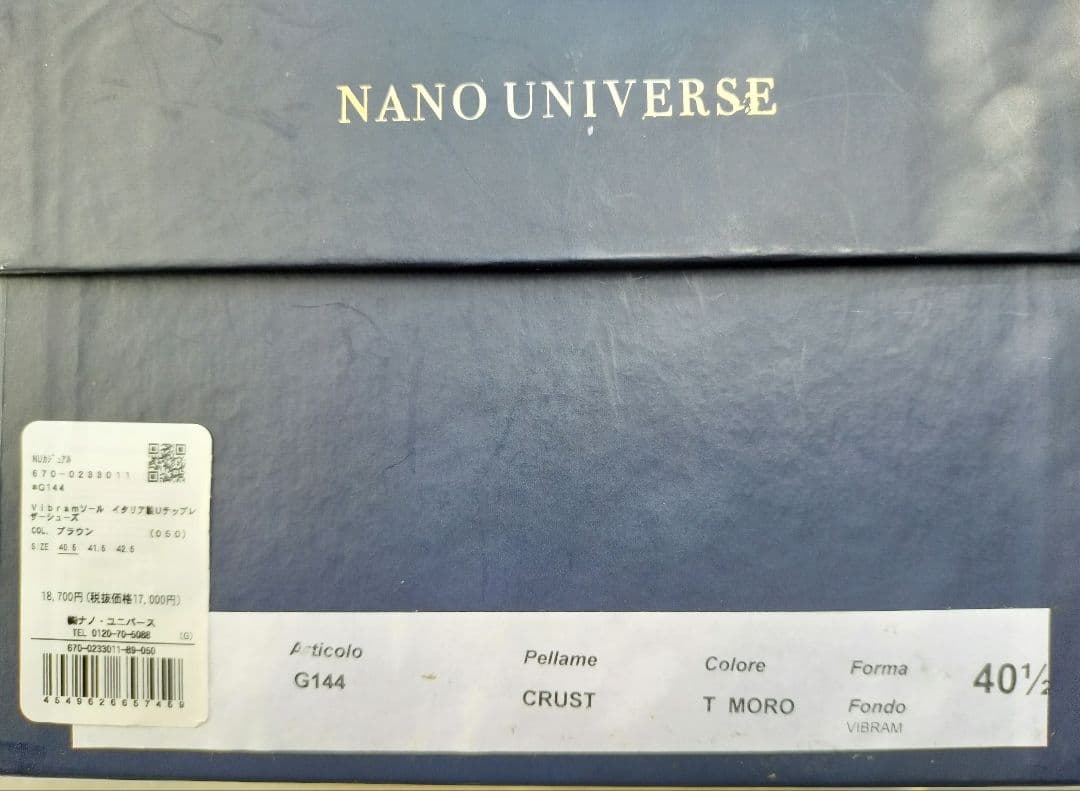 NANO UNIVERSE
NUカジュアル
670-0233011
#G144
Vibramソール イタリア製Uチップレ
ザーシューズ
COL. ブラウン (050)
SIZE 40.5 41.5 42.5
18,700円(税抜価格17,000円)
㈱ナノ・ユニバース
TEL 0120-70-5088 (G)
670-0233011-89-050
4549626657469
Articolo Pellame Colore Forma 40½
G144 CRUST T MORO Fondo
VIBRAM